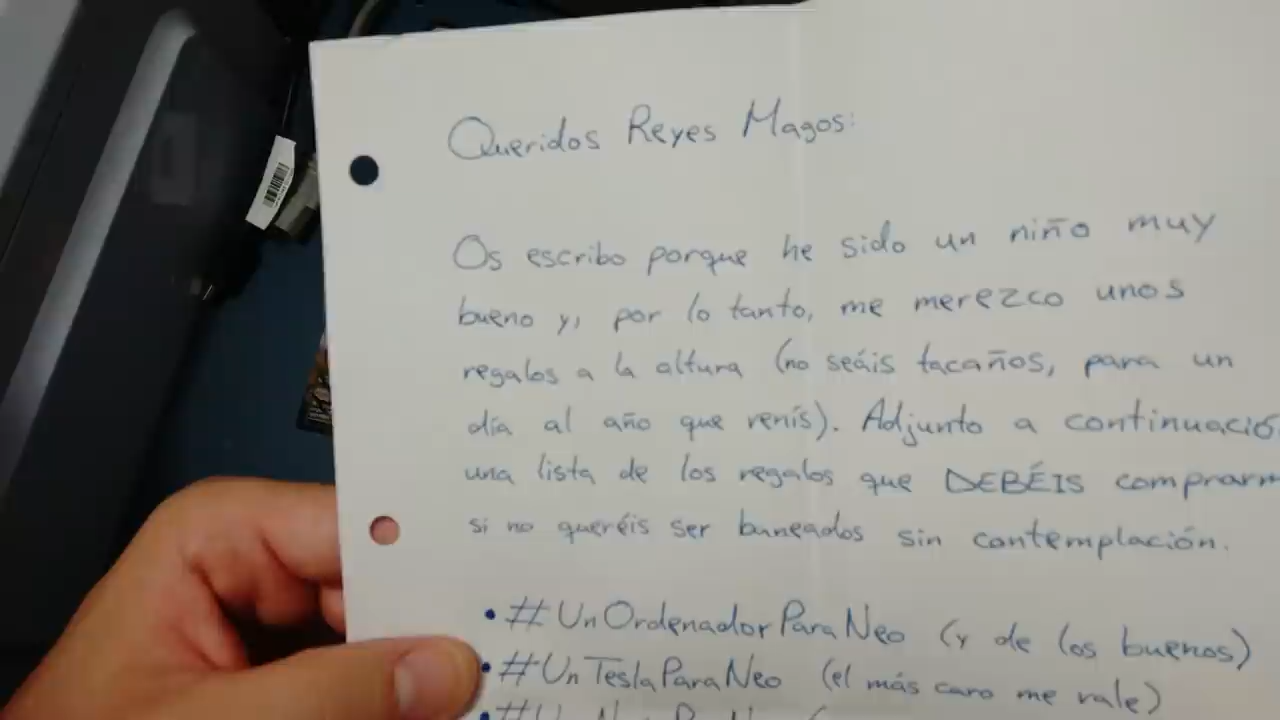 Queridos Reyes Magos:
Os escribo porque he sido un niño muy
bueno y, por lo tanto, me merezco unos
regalos a la altura (no seáis tacaños, para un
día al año que venís). Adjunto a continuació
una lista de los regalos que DEBÉIS comprarm
si no queréis ser baneados sin contemplación.
• #UnOrdenadorParaNeo (y de los buenos)
• #UnTeslaParaNeo (el más caro me vale)